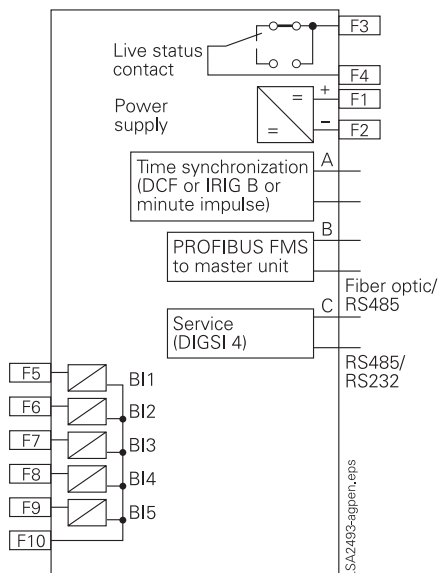 F3
Live status
contact
F4
Power
supply
=
=
+
F1
–
F2
Time synchronization
(DCF or IRIG B or
minute impulse)
A
PROFIBUS FMS
to master unit
B
Fiber optic/
RS485
Service
(DIGSI 4)
C
RS485/
RS232
F5
BI1
F6
BI2
F7
BI3
F8
BI4
F9
BI5
F10
LSA2493-agpen.eps